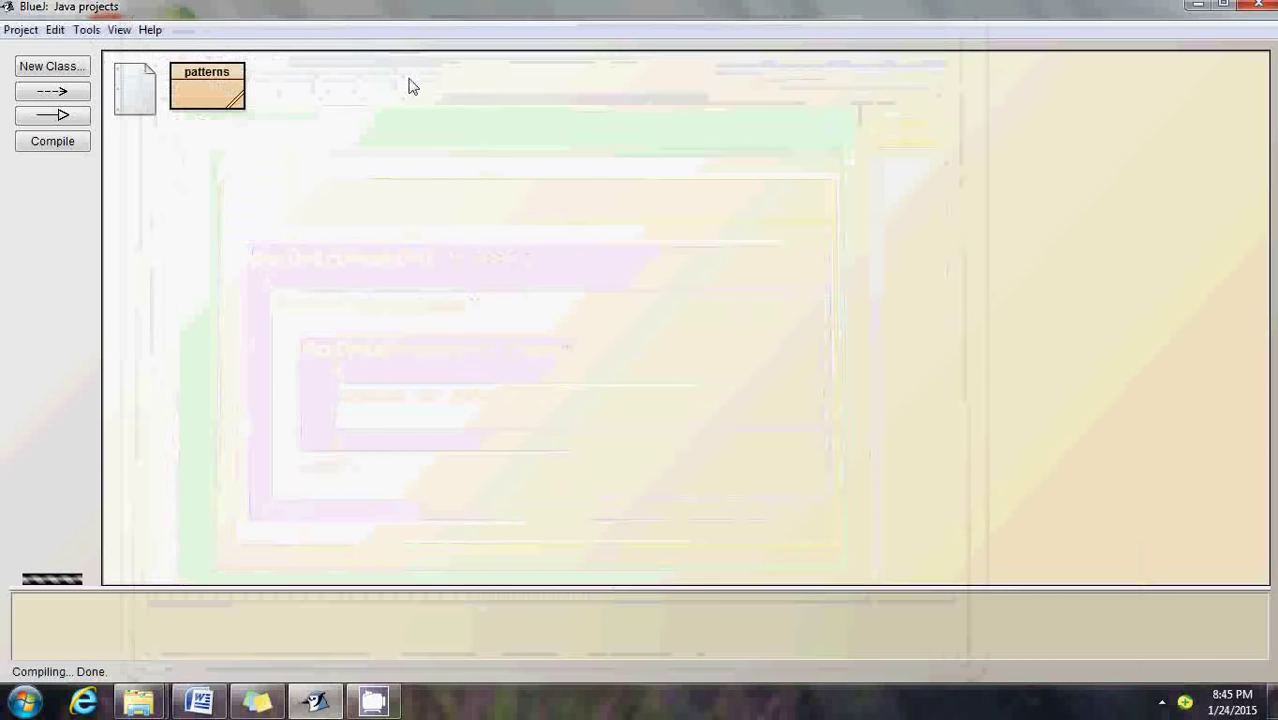 BlueJ: Java projects
Project Edit Tools View Help
New Class...
patterns
Compile
Compiling... Done.
8:45 PM
1/24/2015